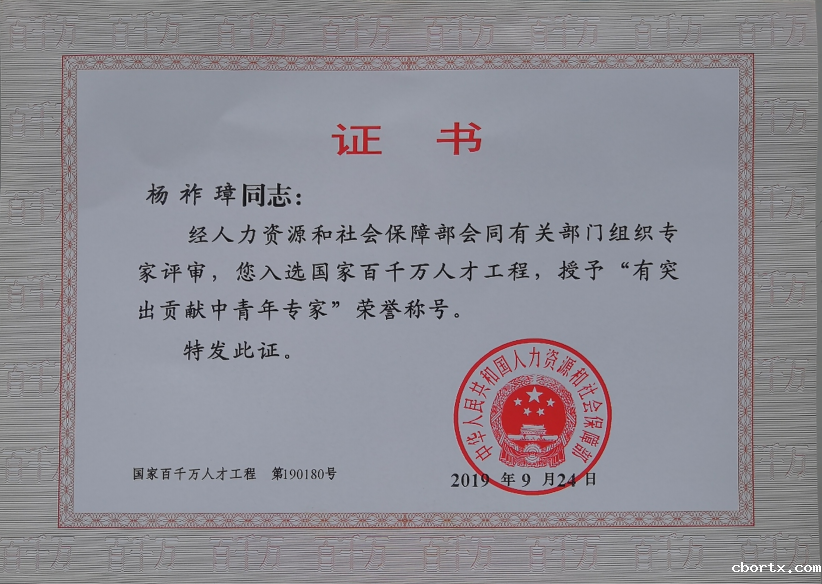 证 书
杨祚璋同志：
经人力资源和社会保障部会同有关部门组织专
家评审，您入选国家百千万人才工程，授予“有突
出贡献中青年专家”荣誉称号。
特发此证。
中华人民共和国人力资源和社会保障部
国家百千万人才工程 第190180号
2019 年 9 月24 日
cbortx.com